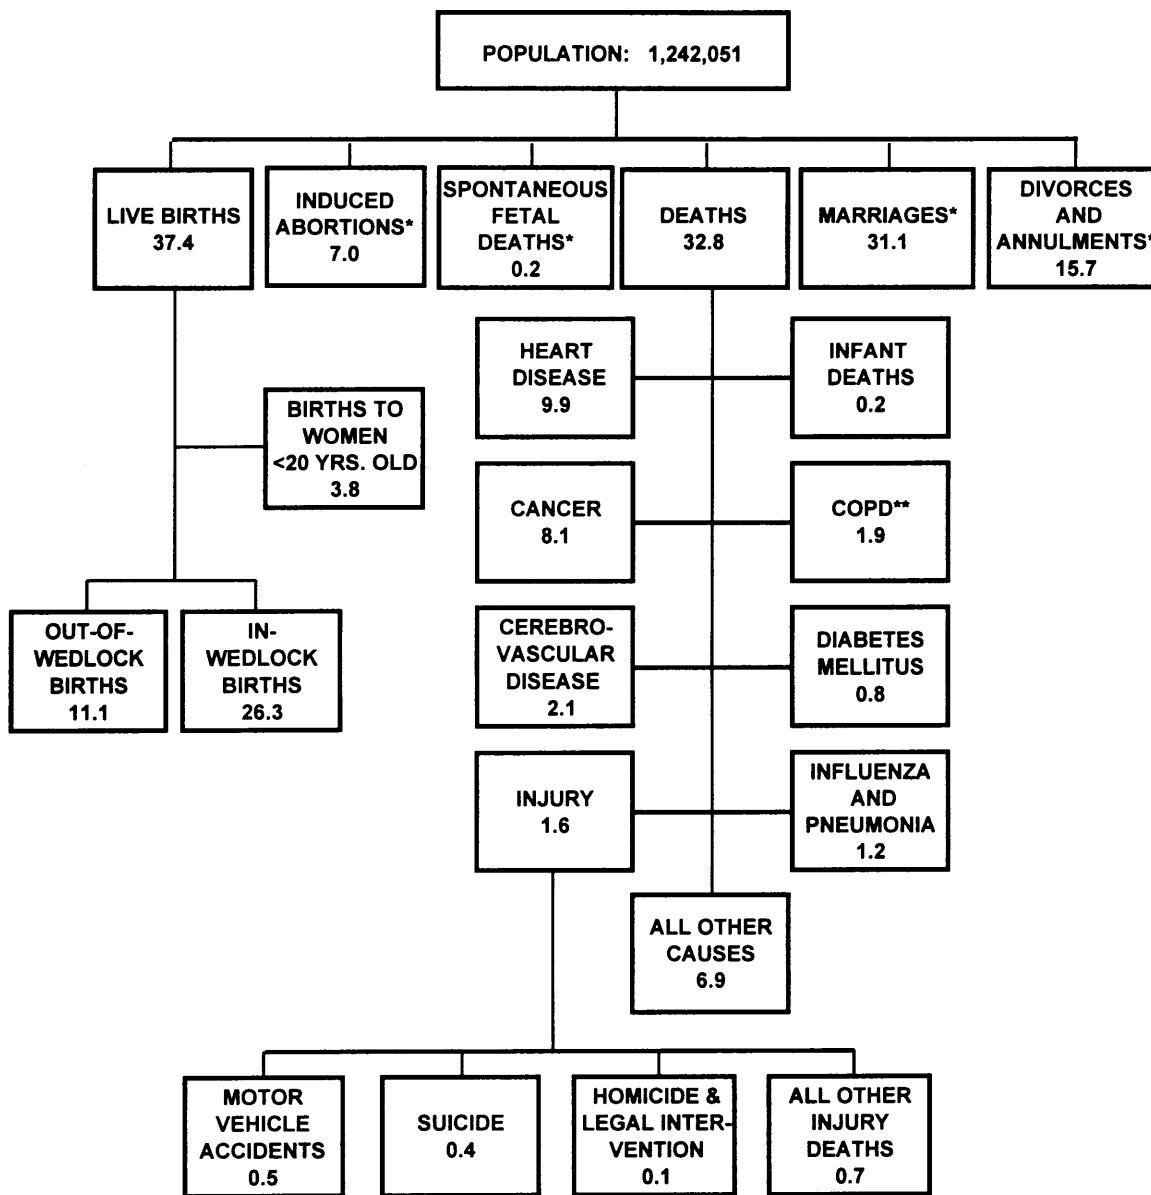 POPULATION: 1,242,051
LIVE BIRTHS
37.4
INDUCED
ABORTIONS*
7.0
SPONTANEOUS
FETAL
DEATHS*
0.2
DEATHS
32.8
MARRIAGES*
31.1
DIVORCES
AND
ANNULMENTS*
15.7
HEART
DISEASE
9.9
INFANT
DEATHS
0.2
BIRTHS TO
WOMEN
<20 YRS. OLD
3.8
CANCER
8.1
COPD**
1.9
OUT-OF-
WEDLOCK
BIRTHS
11.1
IN-
WEDLOCK
BIRTHS
26.3
CEREBRO-
VASCULAR
DISEASE
2.1
DIABETES
MELLITUS
0.8
INJURY
1.6
INFLUENZA
AND
PNEUMONIA
1.2
ALL OTHER
CAUSES
6.9
MOTOR
VEHICLE
ACCIDENTS
0.5
SUICIDE
0.4
HOMICIDE &
LEGAL INTER-
VENTION
0.1
ALL OTHER
INJURY
DEATHS
0.7